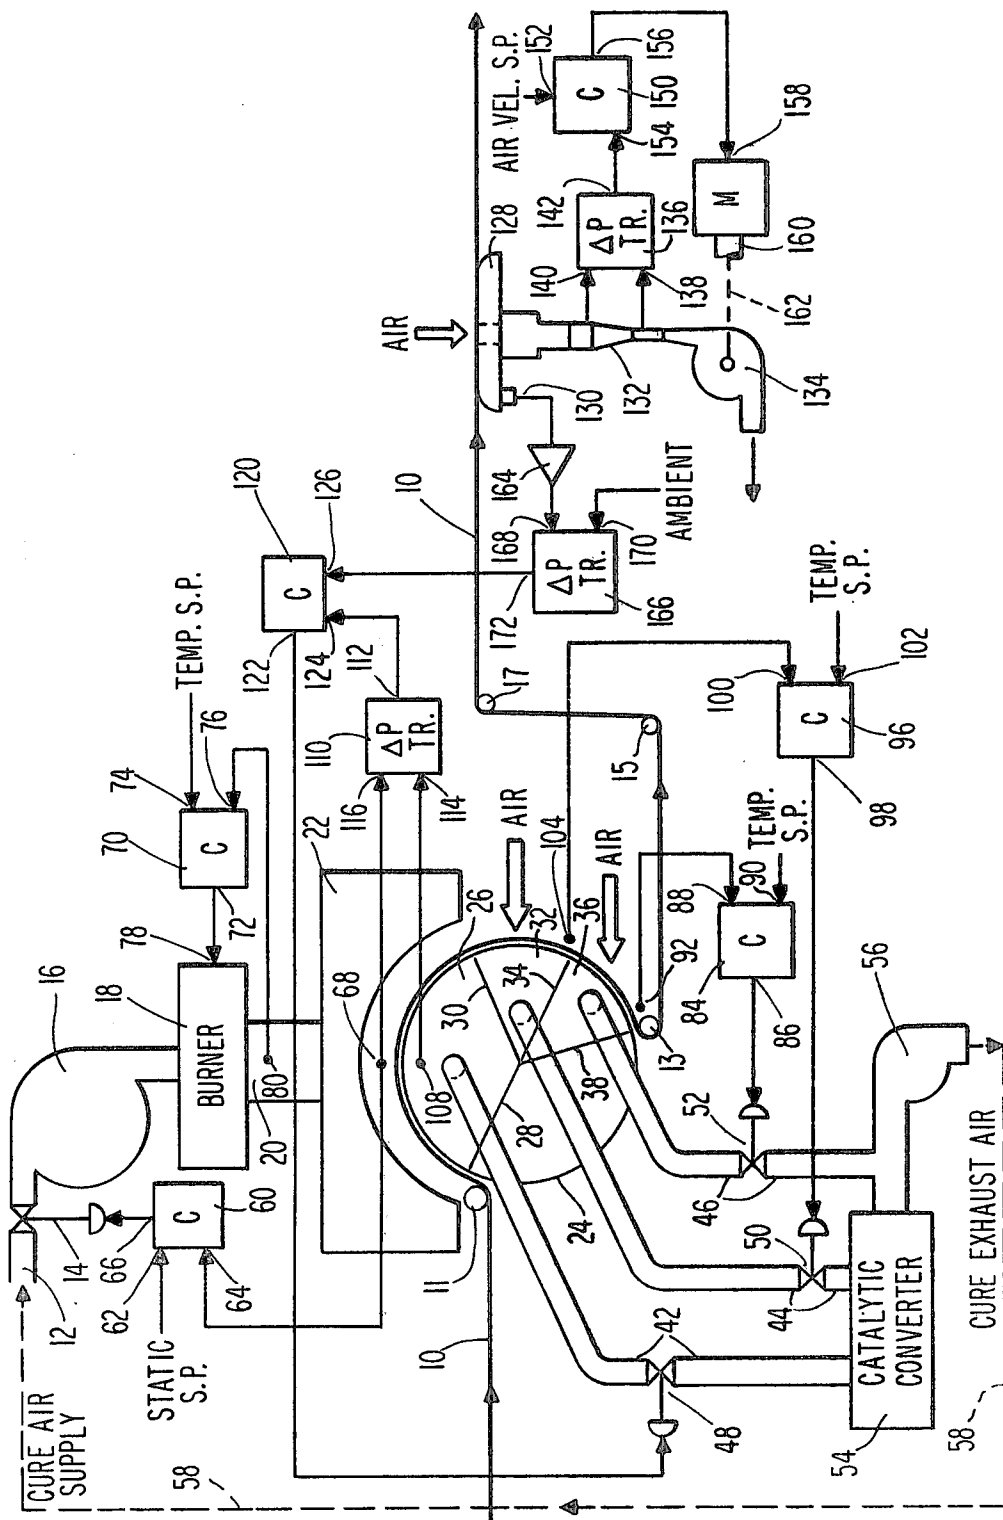 CURE AIR
SUPPLY
58
12
14
16
62
66
C
60
64
STATIC
S.P.
BURNER
18
20
78
72
C
70
74
76
TEMP. S.P.
80
22
68
10
11
26
108
30
28
24
32
34
36
38
AIR
AIR
104
92
13
15
17
10
116
114
ΔP
TR.
110
112
122
C
120
124
126
172
ΔP
TR.
166
168
170
164
AMBIENT
AIR
128
130
132
134
140
138
ΔP
TR.
136
142
AIR VEL. S.P.
152
C
150
154
156
158
M
160
162
42
44
46
48
50
52
C
84
86
88
90
TEMP.
S.P.
C
96
98
100
102
TEMP.
S.P.
CATALYTIC
CONVERTER
54
56
CURE EXHAUST AIR
58